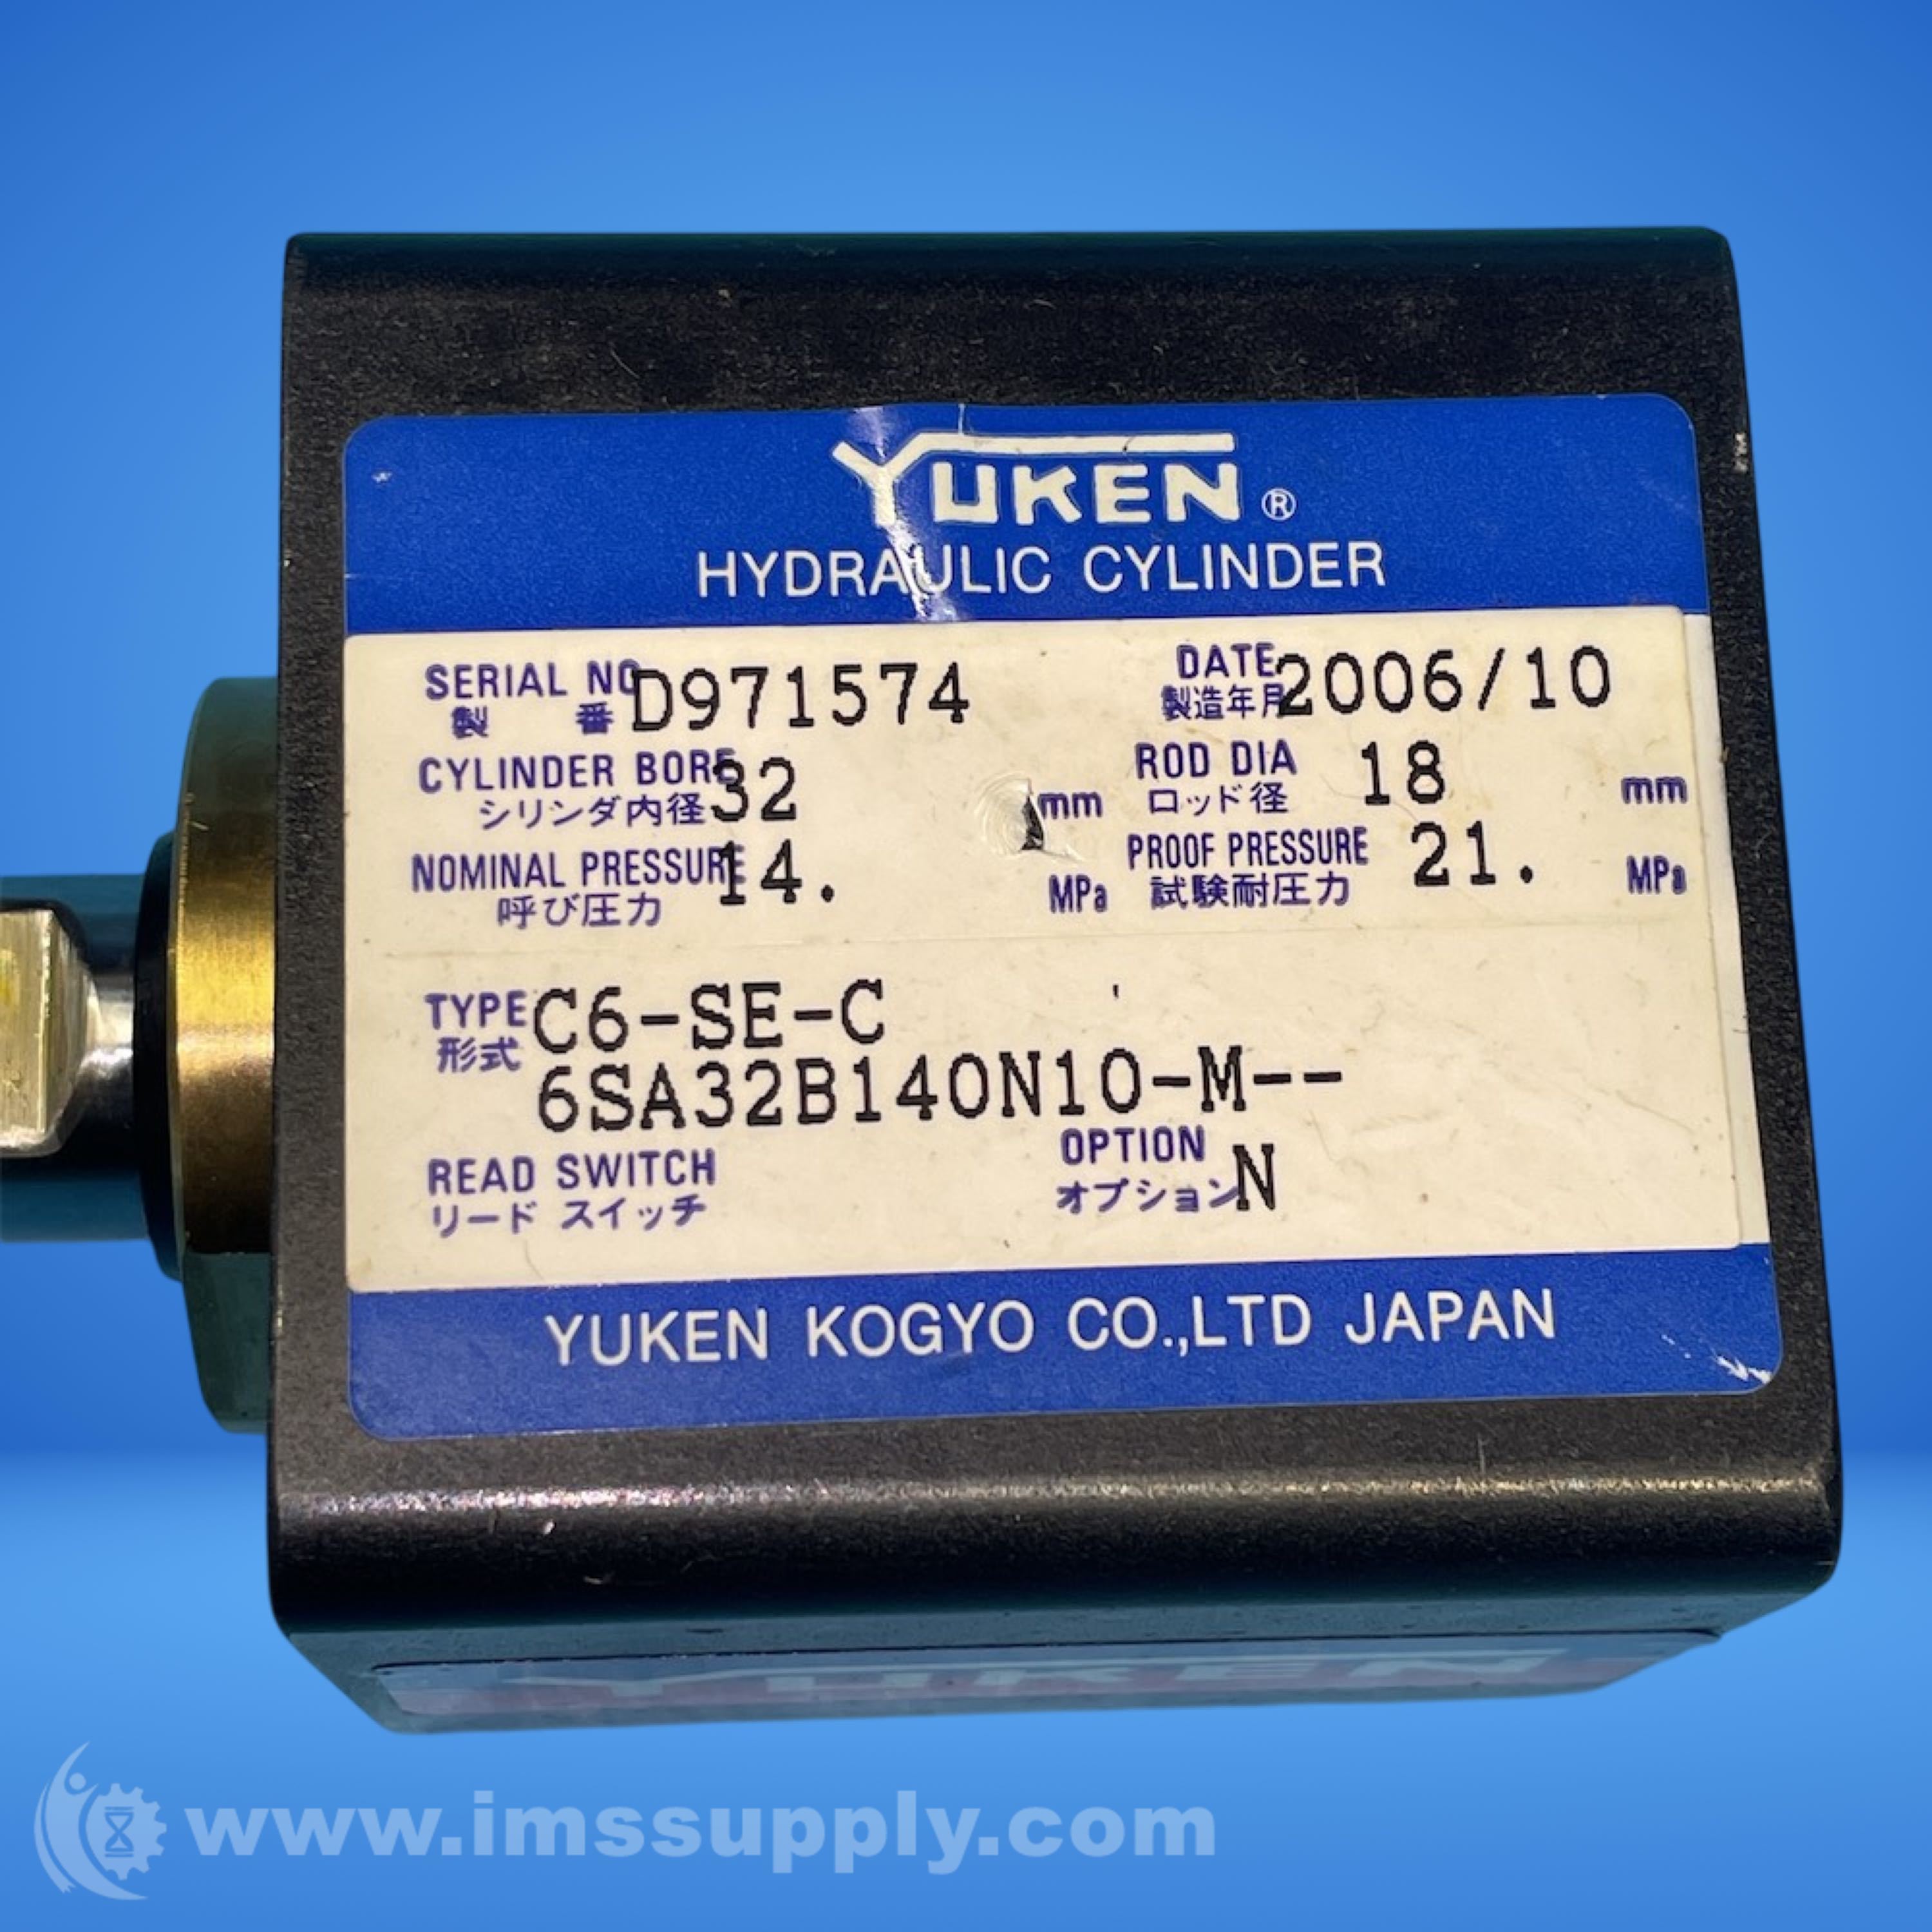 YUKEN®
HYDRAULIC CYLINDER
SERIAL NO D971574 DATE 2006/10
製 番 製造年月
CYLINDER BORE 32 mm ROD DIA 18 mm
シリンダ内径 ロッド径
NOMINAL PRESSURE 14. MPa PROOF PRESSURE 21. MPa
呼び圧力 試験耐圧力
TYPE C6-SE-C
形式 6SA32B140N10-M--
READ SWITCH OPTION N
リード スイッチ オプション
YUKEN KOGYO CO.,LTD JAPAN
YUKEN
www.imssupply.com